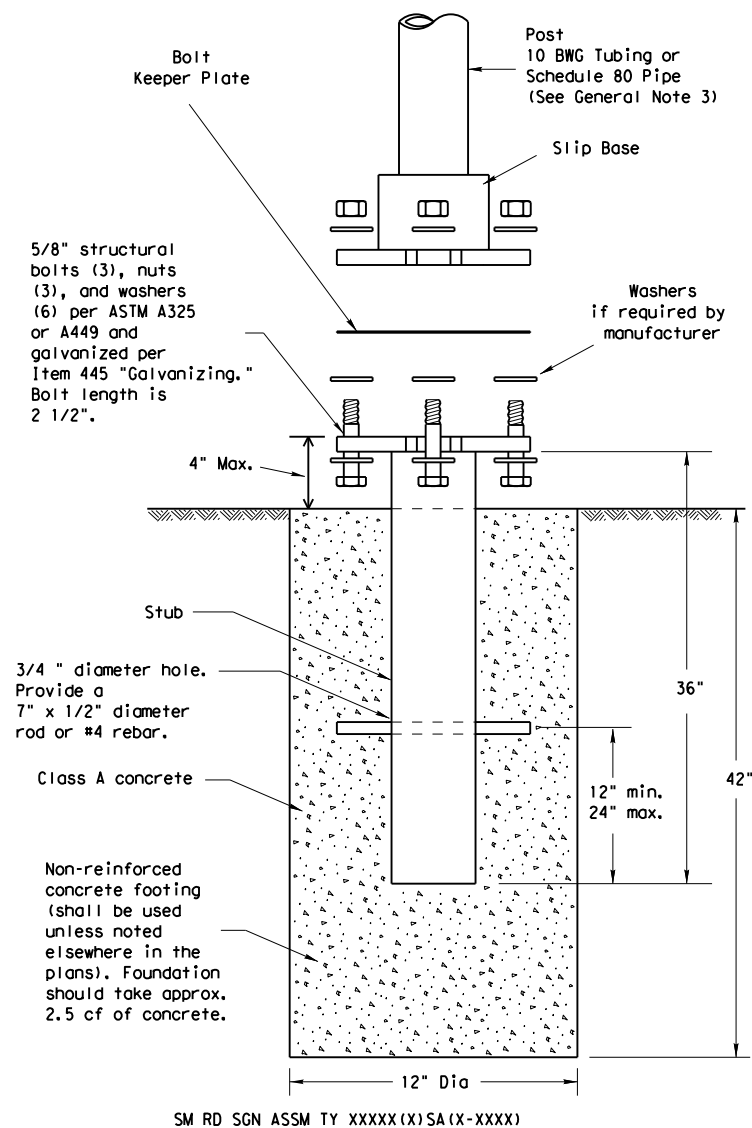 Bolt
Keeper Plate
Post
10 BWG Tubing or
Schedule 80 Pipe
(See General Note 3)
Slip Base
5/8" structural
bolts (3), nuts
(3), and washers
(6) per ASTM A325
or A449 and
galvanized per
Item 445 "Galvanizing."
Bolt length is
2 1/2".
Washers
if required by
manufacturer
4" Max.
Stub
3/4 " diameter hole.
Provide a
7" x 1/2" diameter
rod or #4 rebar.
36"
Class A concrete
12" min.
24" max.
42"
Non-reinforced
concrete footing
(shall be used
unless noted
elsewhere in the
plans). Foundation
should take approx.
2.5 cf of concrete.
12" Dia
SM RD SGN ASSM TY XXXXX(X)SA(X-XXXX)